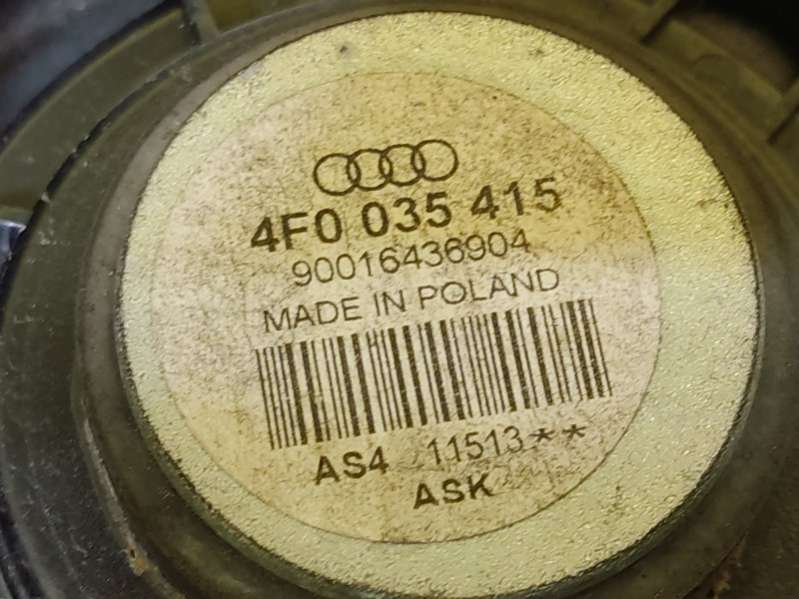 4F0 035 415
90016436904
MADE IN POLAND
AS4 11513**
ASK